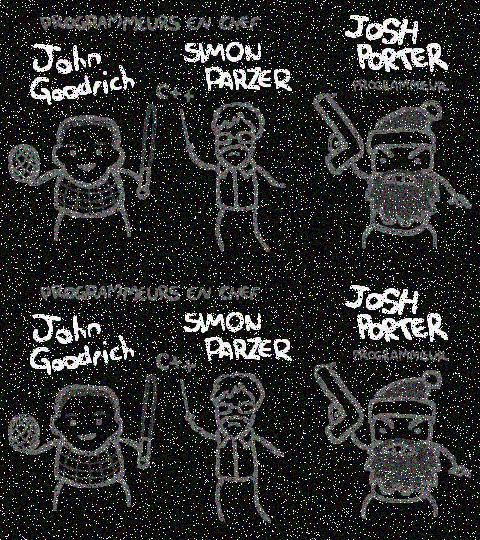 PROGRAMMEURS EN CHEF
John
Goodrich
SIMON
PARZER
C++
JOSH
PORTER
PROGRAMMEUR
PROGRAMMEURS EN CHEF
John
Goodrich
SIMON
PARZER
C++
JOSH
PORTER
PROGRAMMEUR